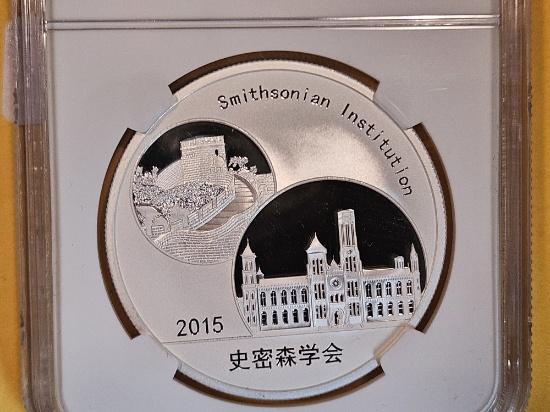 Smithsonian Institution
2015
史密森学会